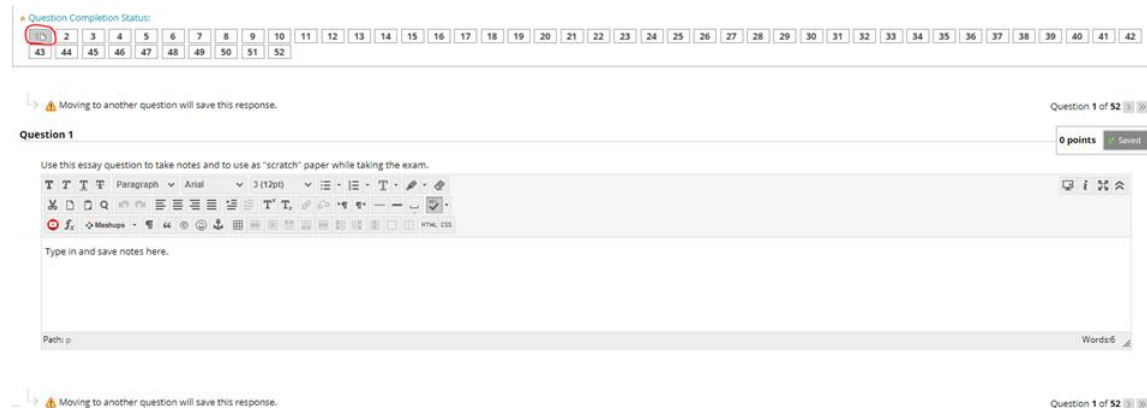 Question Completion Status:
1 2 3 4 5 6 7 8 9 10 11 12 13 14 15 16 17 18 19 20 21 22 23 24 25 26 27 28 29 30 31 32 33 34 35 36 37 38 39 40 41 42
43 44 45 46 47 48 49 50 51 52
Moving to another question will save this response.
Question 1 of 52
Question 1
0 points
Saved
Use this essay question to take notes and to use as "scratch" paper while taking the exam.
T T T T Paragraph Arial 3 (12pt) T
T T
fx Mashups HTML CSS
Type in and save notes here.
Path: p
Words:6
Moving to another question will save this response.
Question 1 of 52